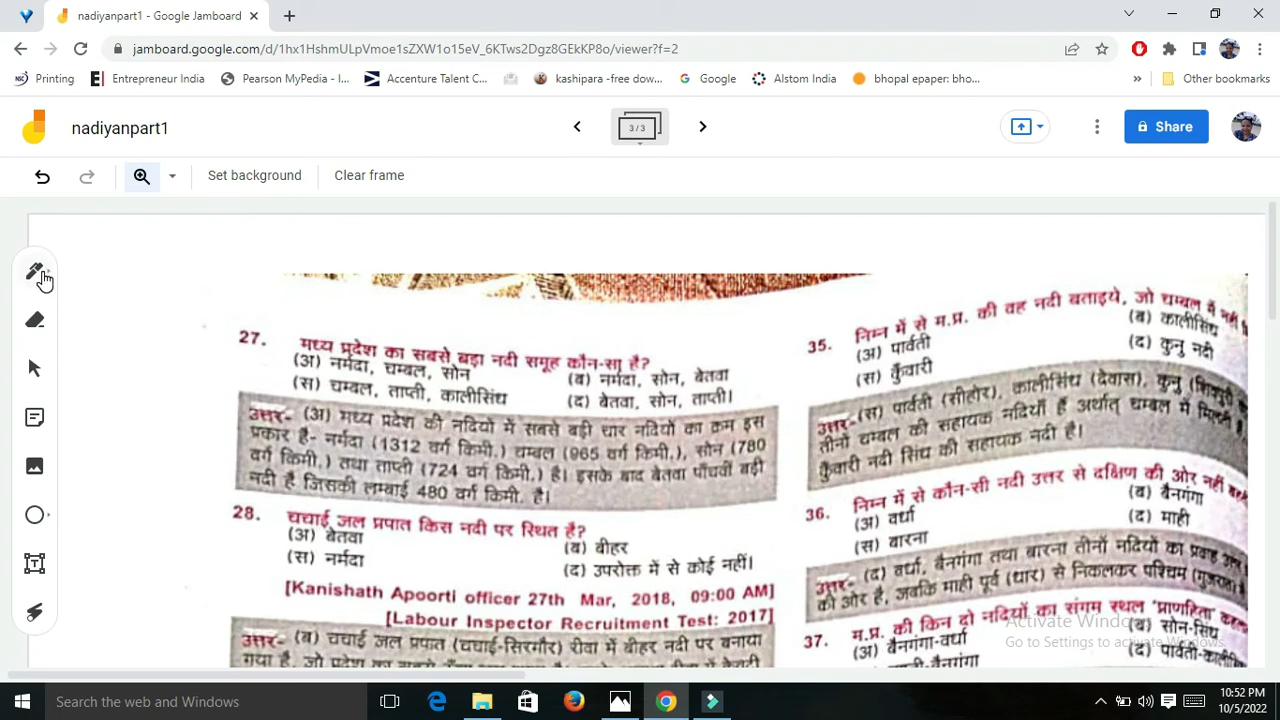 nadiyanpart1 - Google Jamboard
jamboard.google.com/d/1hx1HshmULpVmoe1sZXW1o15eV_6KTws2Dgz8GEkKP8o/viewer?f=2
Printing
Entrepreneur India
Pearson MyPedia - I...
Accenture Talent C...
kashipara -free dow...
Google
Alstom India
bhopal epaper: bho...
»
Other bookmarks
nadiyanpart1
3 / 3
Share
Set background
Clear frame
27. मध्य प्रदेश का सबसे बड़ा नदी समूह कौन-सा है?
(अ) नर्मदा, चम्बल, सोन
(ब) नर्मदा, सोन, बेतवा
(स) चम्बल, ताप्ती, कालीसिंध
(द) बेतवा, सोन, ताप्ती।
उत्तर- (अ) मध्य प्रदेश की नदियों में सबसे बड़ी चार नदियों का क्रम इस
प्रकार है- नर्मदा (1312 वर्ग किमी.) चम्बल (965 वर्ग किमी.), सोन (780
वर्ग किमी.) तथा ताप्ती (724 वर्ग किमी.) है। इसके बाद बेतवा पाँचवीं बड़ी
नदी है जिसकी लम्बाई 480 वर्ग किमी. है।
28. चचाई जल प्रपात किस नदी पर स्थित है?
(अ) बेतवा
(ब) बीहर
(स) नर्मदा
(द) उपरोक्त में से कोई नहीं।
[Kanishath Apoorti officer 27th Mar, 2018, 09:00 AM]
[Labour Inspector Recruitment Test: 2017]
उत्तर- (ब) चचाई जल प्रपात (चचाई-सिरगौर) रीवा में बीहर नदी पर बनाया
35. निम्न में से म.प्र. की वह नदी बताइये, जो चम्बल में नहीं
(अ) पार्वती
(ब) कालीसिंध
(स) कुँवारी
(द) कुनु नदी
उत्तर- (स) पार्वती (सीहोर), कालीसिंध (देवास), कुनु (शिवपुरी
तीनों चम्बल की सहायक नदियाँ हैं अर्थात् चम्बल में मिलती
कुँवारी नदी सिंध की सहायक नदी है।
36. निम्न में से कौन-सी नदी उत्तर से दक्षिण की ओर नहीं
(अ) वर्धा
(ब) बैनगंगा
(स) बारना
(द) माही
उत्तर- (द) वर्धा, बैनगंगा तथा बारना तीनों नदियों का प्रवाह
की ओर है, जबकि माही पूर्व (धार) से निकलकर पश्चिम (गुजरात)
37. म.प्र. की किन दो नदियों का संगम स्थल 'प्राणहिता'
(अ) बैनगंगा-वर्धा
(ब) सोन-सिंध
Activate Windows
Go to Settings to activate Windows.
Search the web and Windows
10:52 PM
10/5/2022